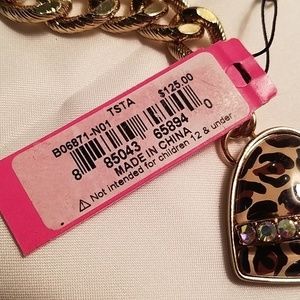 B06871-N01 TSTA
$125.00
8 85043 65894 0
MADE IN CHINA
⚠ Not intended for children 12 & under.